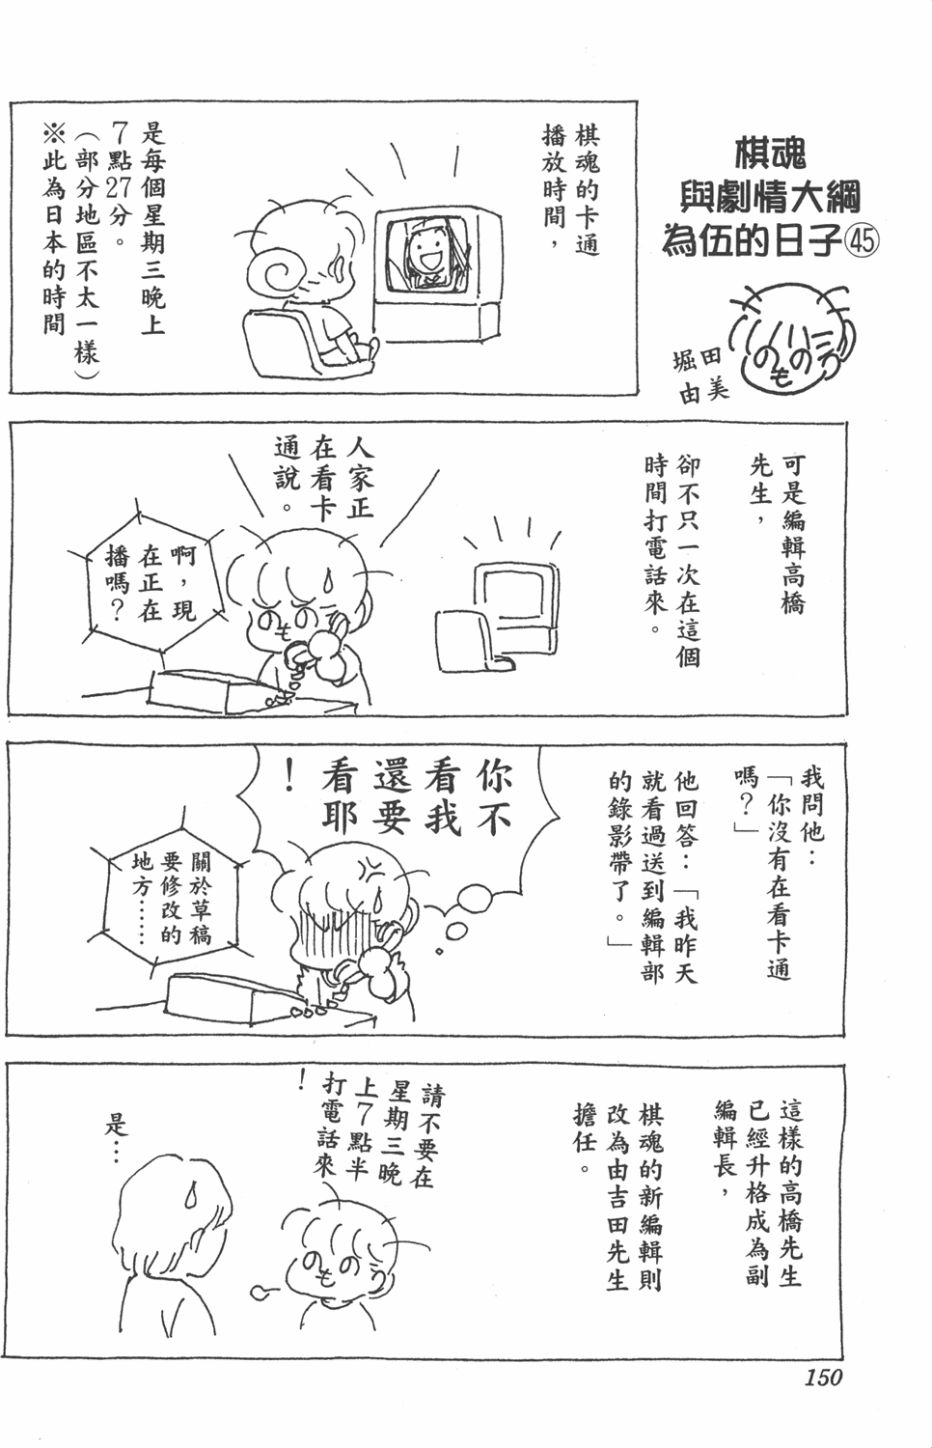 棋魂
與劇情大綱
為伍的日子㊺
堀田
由美
棋魂的卡通
播放時間，
是每個星期三晚上
7點27分。
（部分地區不太一樣）
※此為日本的時間
可是編輯高橋
先生，
卻不只一次在這個
時間打電話來。
人家正
在看卡
通說。
啊，現
在正在
播嗎？
我問他：
「你沒有在看卡通
嗎？」
他回答：「我昨天
就看過送到編輯部
的錄影帶了。」
你不
看我
還要
看耶
！
關於草稿
要修改的
地方……
這樣的高橋先生
已經升格成為副
編輯長，
棋魂的新編輯則
改為由吉田先生
擔任。
請不要在
星期三晚
上7點半
打電話來
！
是…
150